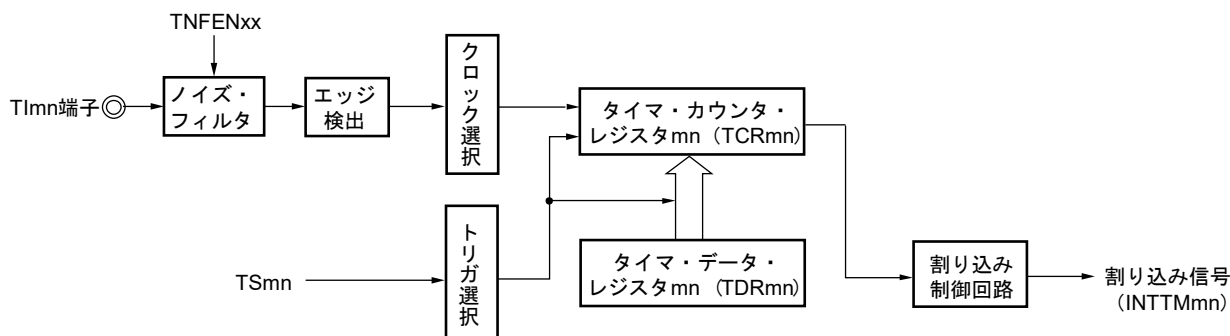 TNFENxx
TImn端子
ノイズ・
フィルタ
エッジ
検出
クロック選択
タイマ・カウンタ・
レジスタmn（TCRmn）
TSmn
トリガ選択
タイマ・データ・
レジスタmn（TDRmn）
割り込み
制御回路
割り込み信号
（INTTMmn）